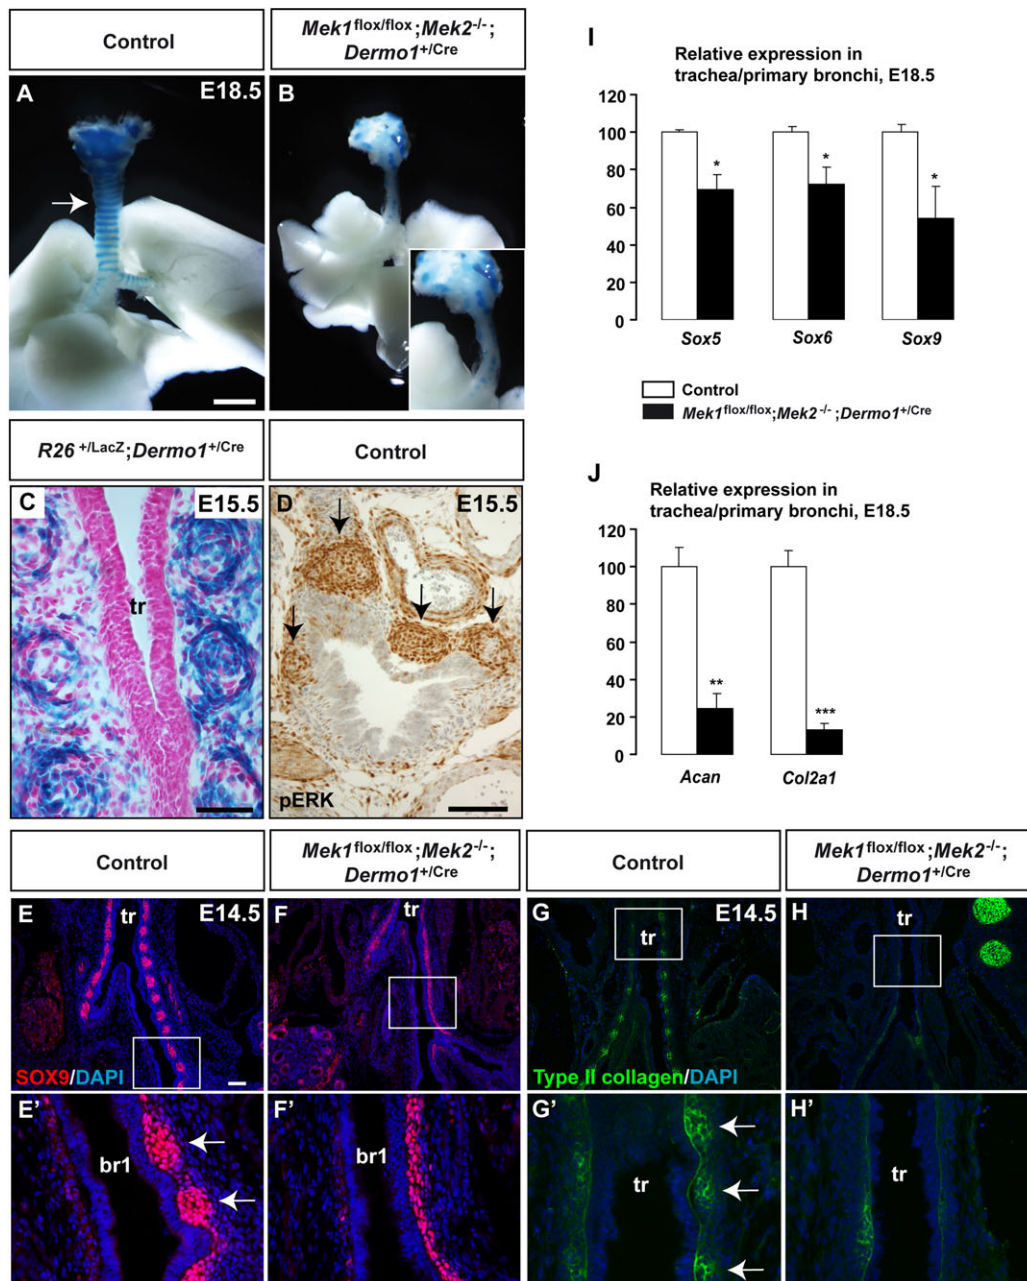 Control
Mek1flox/flox;Mek2-/-;
Dermo1+/Cre
A
E18.5
B
R26 +/LacZ;Dermo1+/Cre
Control
C
E15.5
tr
D
E15.5
pERK
I
Relative expression in
trachea/primary bronchi, E18.5
120
100
80
60
40
20
0
*
*
*
Sox5
Sox6
Sox9
Control
Mek1flox/flox;Mek2-/-;Dermo1+/Cre
J
Relative expression in
trachea/primary bronchi, E18.5
120
100
80
60
40
20
0
**
***
Acan
Col2a1
Control
Mek1flox/flox;Mek2-/-;
Dermo1+/Cre
Control
Mek1flox/flox;Mek2-/-;
Dermo1+/Cre
E
tr
E14.5
SOX9/DAPI
F
tr
G
E14.5
tr
Type II collagen/DAPI
H
tr
E'
br1
F'
br1
G'
tr
H'
tr